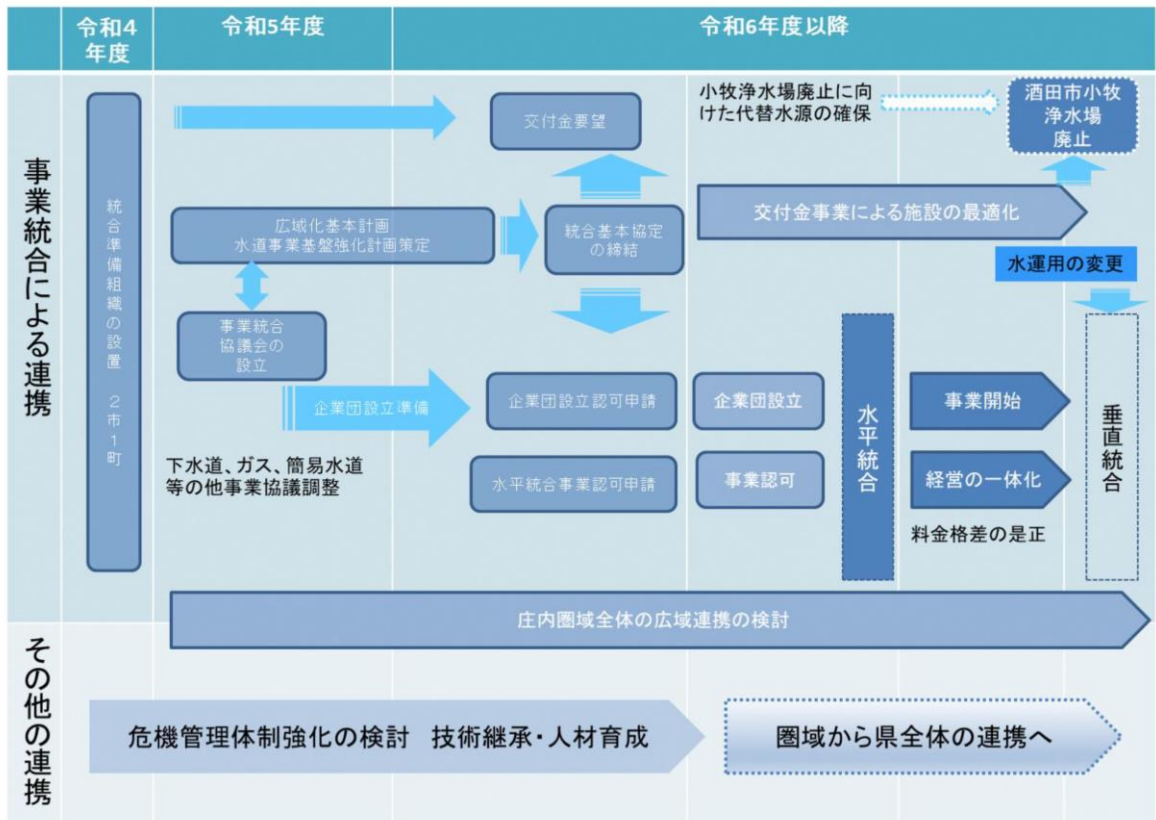 令和4
年度
令和5年度
令和6年度以降
事業統合による連携
統合準備組織の設置　２市１町
交付金要望
小牧浄水場廃止に向
けた代替水源の確保
酒田市小牧
浄水場
廃止
広域化基本計画
水道事業基盤強化計画策定
統合基本協定
の締結
交付金事業による施設の最適化
水運用の変更
事業統合
協議会の
設立
企業団設立準備
企業団設立認可申請
企業団設立
水平統合
事業開始
垂直統合
下水道、ガス、簡易水道
等の他事業協議調整
水平統合事業認可申請
事業認可
経営の一体化
料金格差の是正
庄内圏域全体の広域連携の検討
その他の連携
危機管理体制強化の検討　技術継承・人材育成
圏域から県全体の連携へ